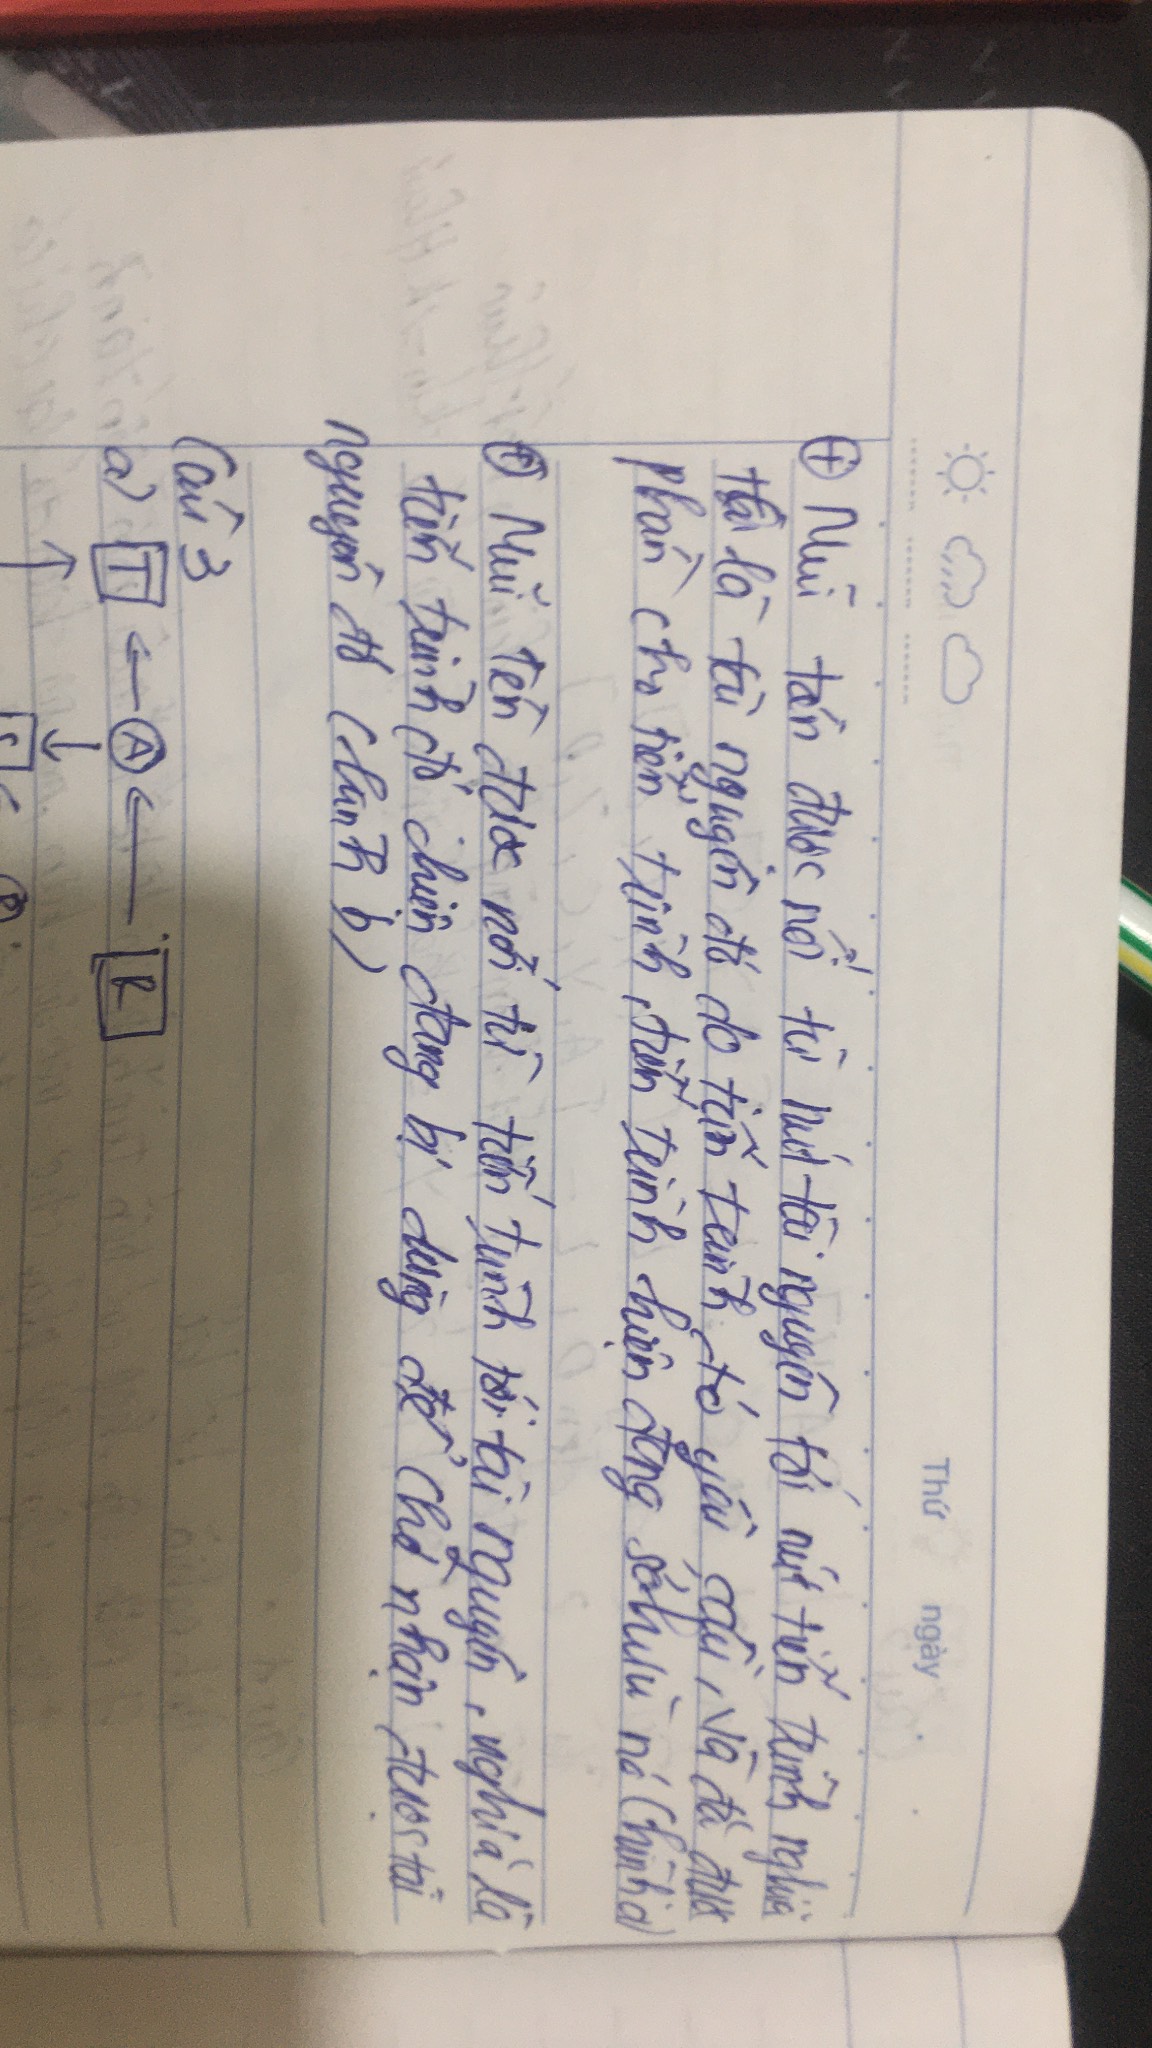 Thứ ngày
⊕ Mũi tên được nối từ nút tài nguyên tới nút tiến trình nghĩa
là tài nguyên đó do tiến trình đó yêu cầu, và đã được
phân cho tiến trình, tiến trình hiện đang sở hữu nó (hình a)
⊕ Mũi tên được nối từ tiến trình tới tài nguyên, nghĩa là
tiến trình đó hiện đang bị dừng để chờ nhận được tài
nguyên đó (hình b)
Câu 3
a) T ← A ← R
S ← B